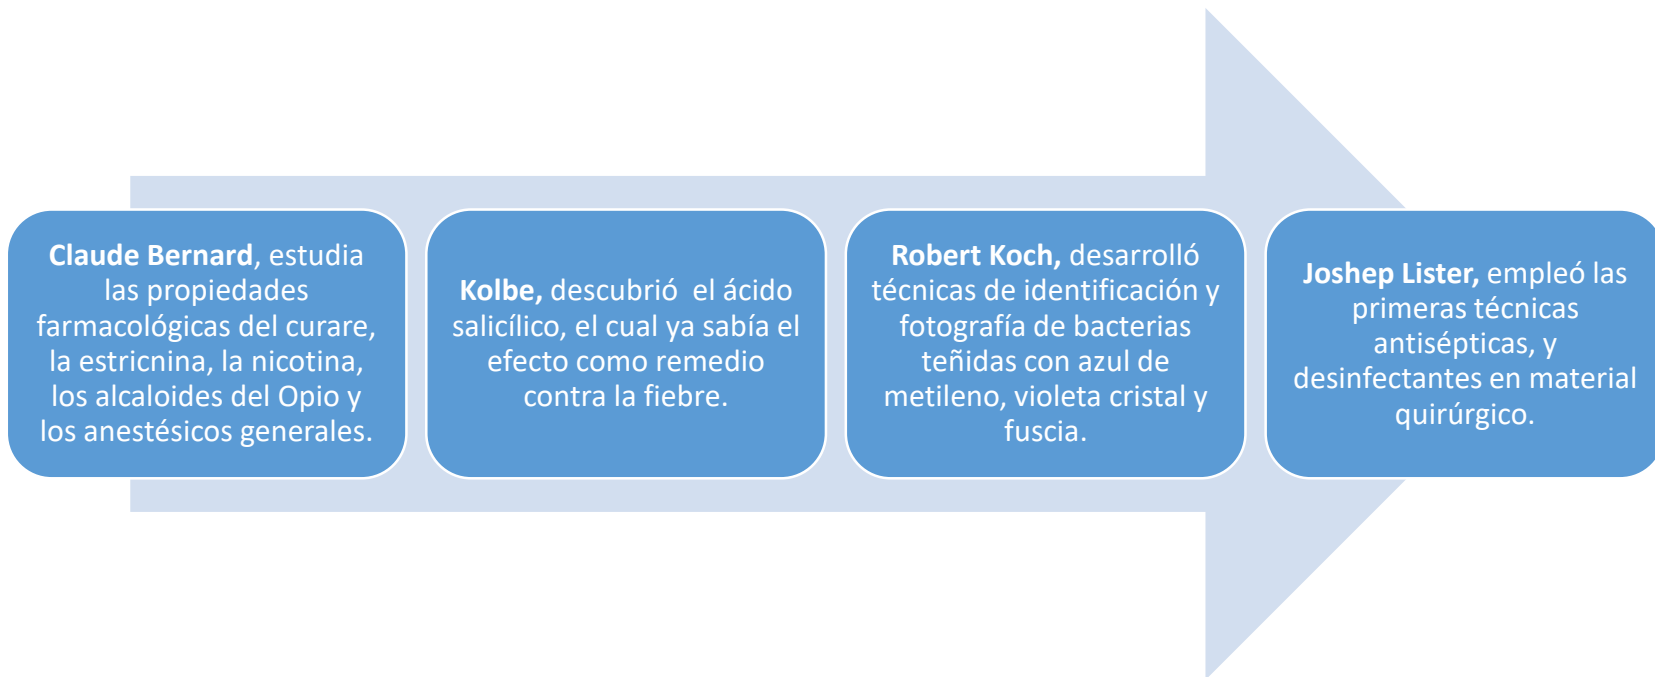 Claude Bernard, estudia
las propiedades
farmacológicas del curare,
la estricnina, la nicotina,
los alcaloides del Opio y
los anestésicos generales.
Kolbe, descubrió  el ácido
salicílico, el cual ya sabía el
efecto como remedio
contra la fiebre.
Robert Koch, desarrolló
técnicas de identificación y
fotografía de bacterias
teñidas con azul de
metileno, violeta cristal y
fuscia.
Joshep Lister, empleó las
primeras técnicas
antisépticas, y
desinfectantes en material
quirúrgico.